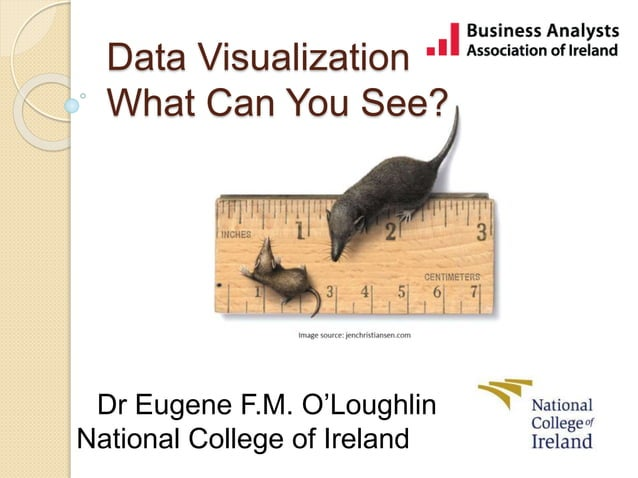 Data Visualization
What Can You See?
Business Analysts
Association of Ireland
INCHES 1 2 3
CENTIMETERS
1 3 4 5 6 7
Image source: jenchristiansen.com
Dr Eugene F.M. O’Loughlin
National College of Ireland
National
College of
Ireland